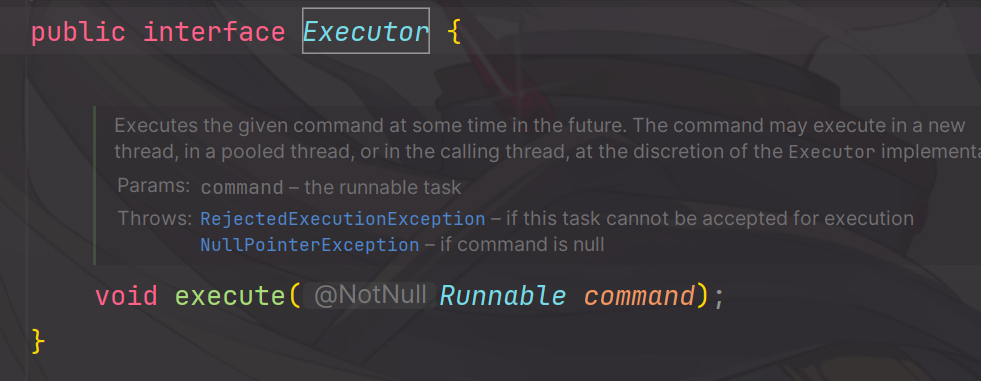 public interface Executor {
Executes the given command at some time in the future. The command may execute in a new
thread, in a pooled thread, or in the calling thread, at the discretion of the Executor
Params: command – the runnable task
Throws: RejectedExecutionException – if this task cannot be accepted for execution
NullPointerException – if command is null
void execute( @NotNull Runnable command);
}